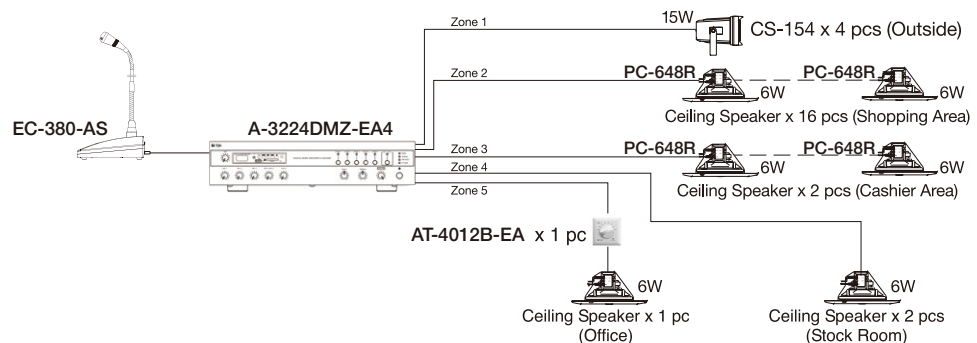 Zone 1
15W
CS-154 x 4 pcs (Outside)
Zone 2
PC-648R
PC-648R
6W
6W
Ceiling Speaker x 16 pcs (Shopping Area)
EC-380-AS
A-3224DMZ-EA4
Zone 3
PC-648R
PC-648R
6W
6W
Ceiling Speaker x 2 pcs (Cashier Area)
Zone 4
Zone 5
AT-4012B-EA x 1 pc
6W
Ceiling Speaker x 1 pc
(Office)
6W
Ceiling Speaker x 2 pcs
(Stock Room)